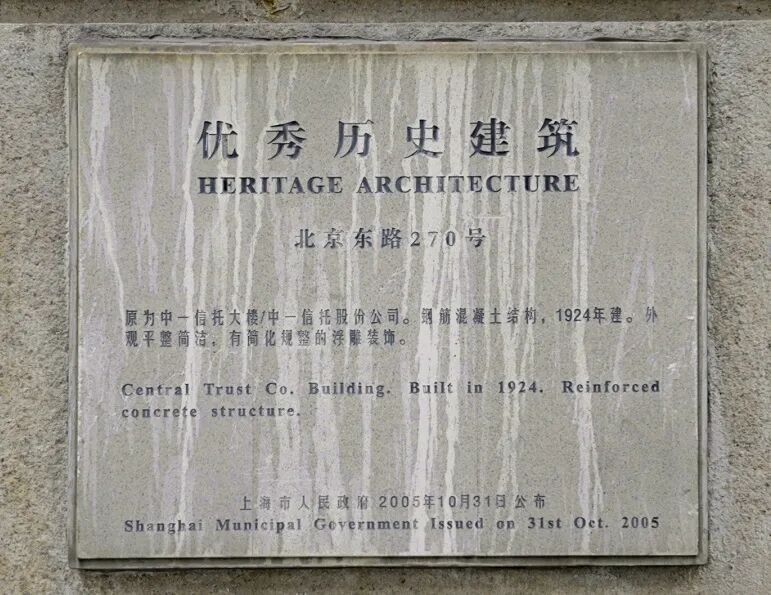 优秀历史建筑
HERITAGE ARCHITECTURE
北京东路270号
原为中一信托大楼/中一信托股份公司。钢筋混凝土结构，1924年建。外
观平整简洁，有简化规整的浮雕装饰。
Central Trust Co. Building. Built in 1924. Reinforced
concrete structure.
上海市人民政府2005年10月31日公布
Shanghai Municipal Government Issued on 31st Oct. 2005